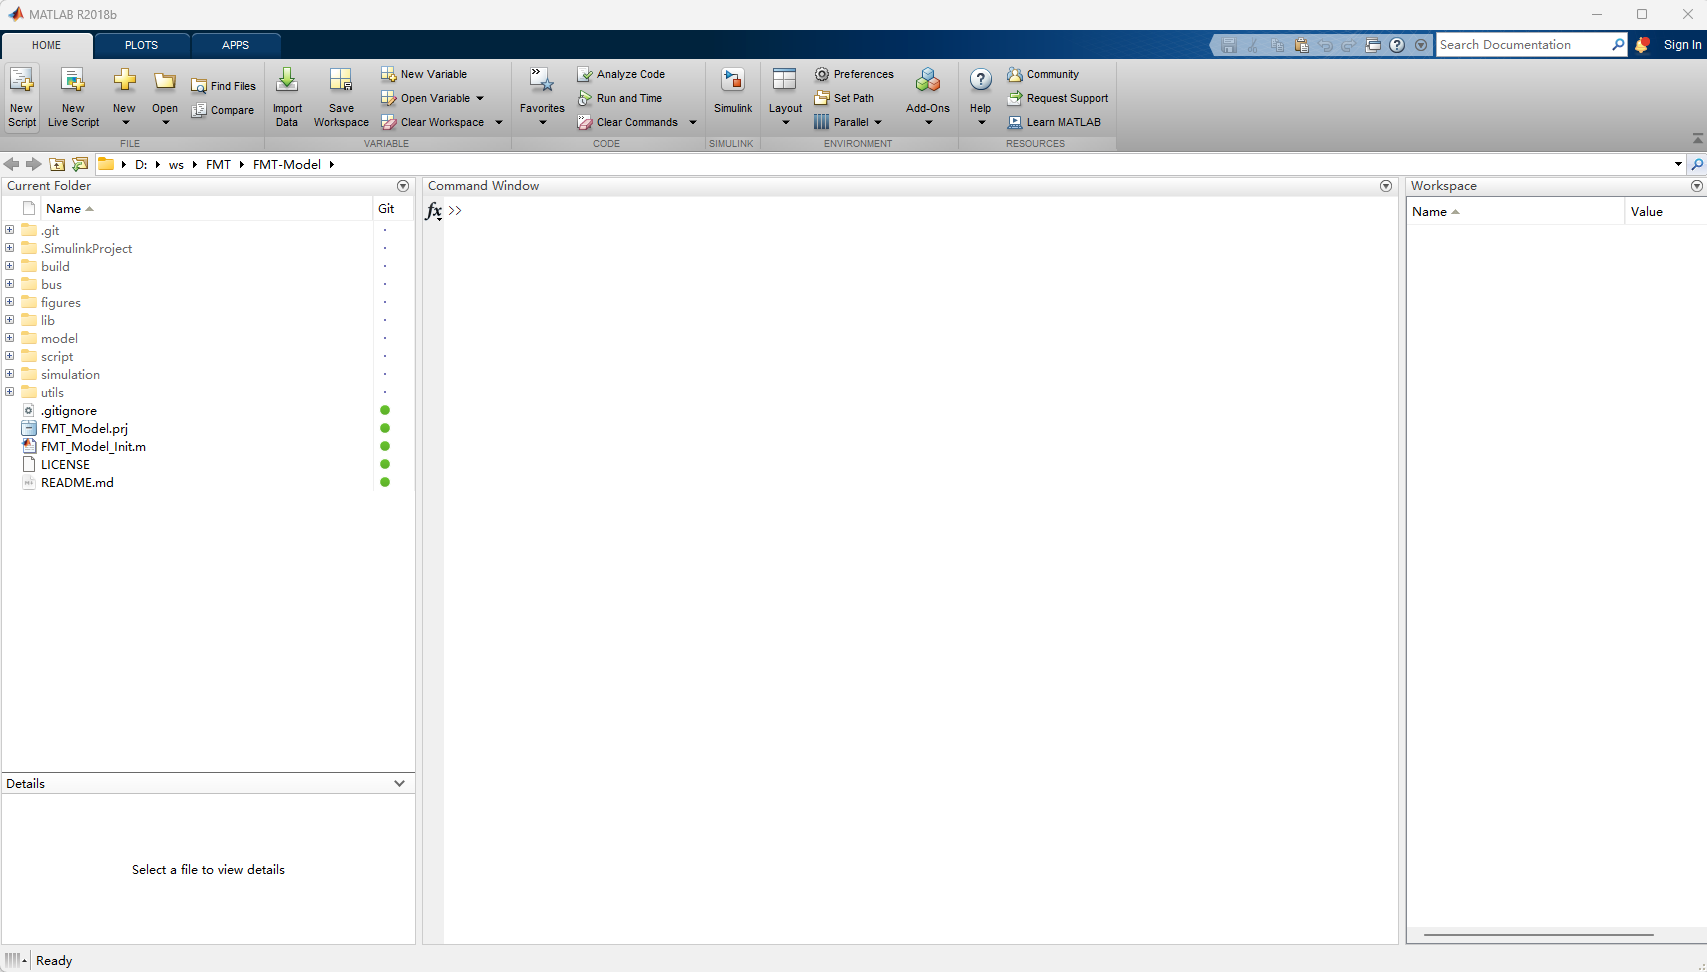 MATLAB R2018b
HOME PLOTS APPS
Search Documentation
Sign In
New Script
New Live Script
New
Open
Find Files
Compare
FILE
Import Data
Save Workspace
New Variable
Open Variable
Clear Workspace
VARIABLE
Favorites
Analyze Code
Run and Time
Clear Commands
CODE
Simulink
SIMULINK
Layout
Preferences
Set Path
Parallel
Add-Ons
ENVIRONMENT
Help
Community
Request Support
Learn MATLAB
RESOURCES
D: ws FMT FMT-Model
Current Folder
Name Git
.git
.SimulinkProject
build
bus
figures
lib
model
script
simulation
utils
.gitignore
FMT_Model.prj
FMT_Model_Init.m
LICENSE
README.md
Details
Select a file to view details
Command Window
fx >>
Workspace
Name Value
Ready